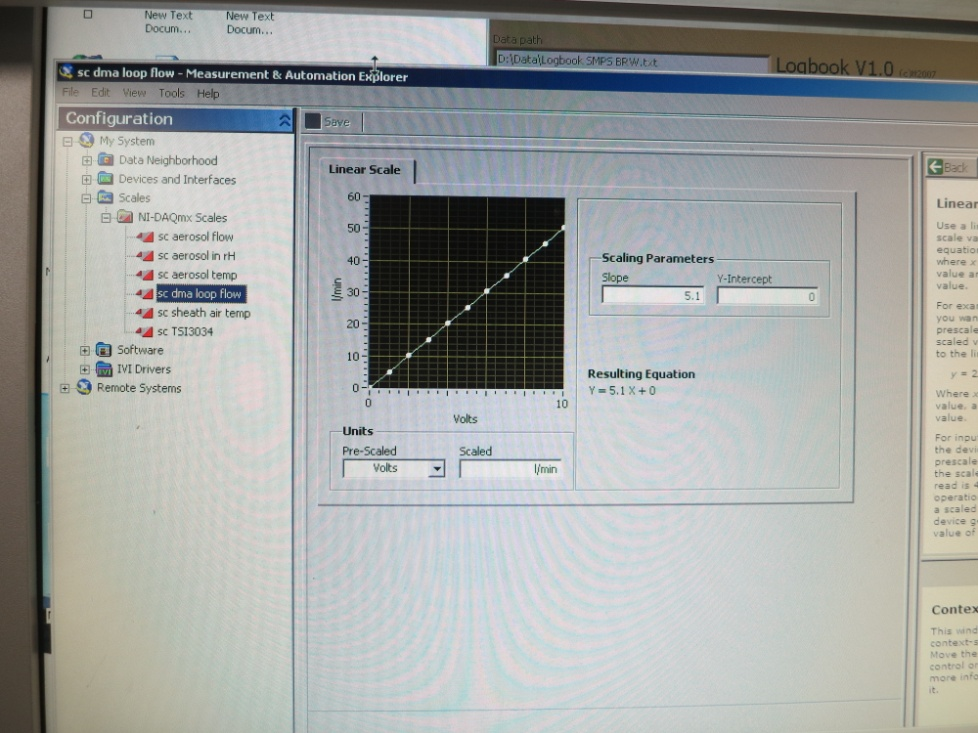 New Text
Docum...
New Text
Docum...
Data path
D:\Data\Logbook SMPS BRW.txt
Logbook V1.0
sc dma loop flow - Measurement & Automation Explorer
File Edit View Tools Help
Configuration
Save
My System
Data Neighborhood
Devices and Interfaces
Scales
NI-DAQmx Scales
sc aerosol flow
sc aerosol in rH
sc aerosol temp
sc dma loop flow
sc sheath air temp
sc TSI3034
Software
IVI Drivers
Remote Systems
Linear Scale
60
50
40
30
20
10
0
l/min
0
10
Volts
Scaling Parameters
Slope
Y-Intercept
5.1
0
Resulting Equation
Y = 5.1 X + 0
Units
Pre-Scaled
Scaled
Volts
l/min
Back
Linear
Use a li
scale va
equation
where x
value an
value.
For exa
you wan
prescale
scaled v
to the li
y = 2
Where x
value, a
value.
For inpu
the devi
prescale
the scale
read is 4
operatio
a scaled
device g
value of
Contex
This wind
context-s
Move the
control or
more info
it.